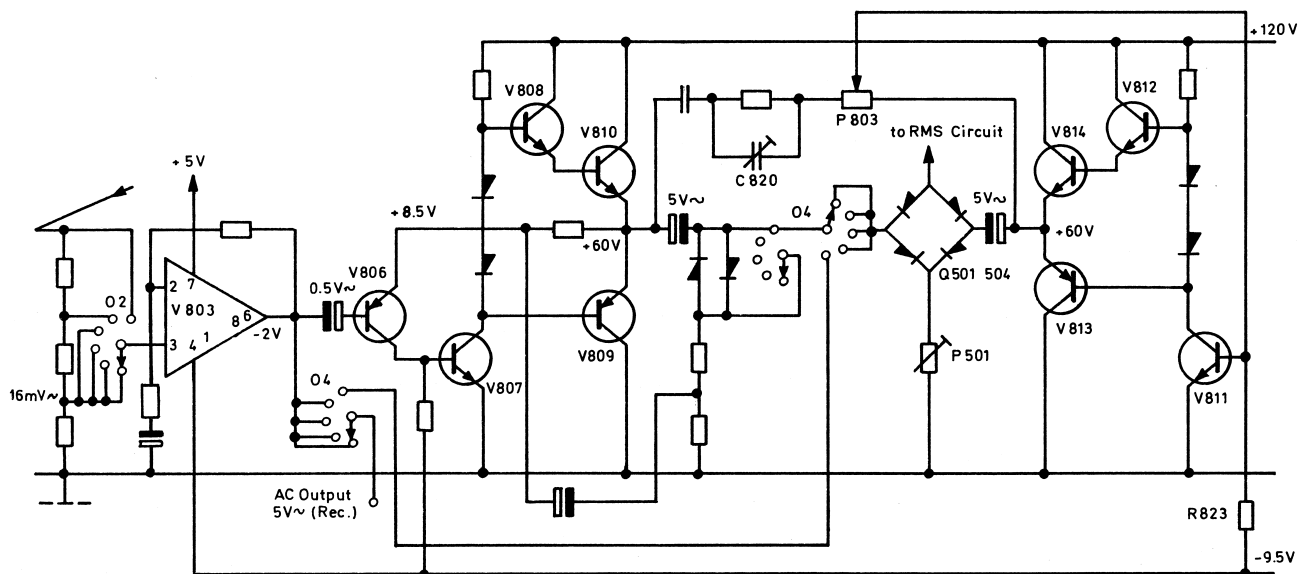 +120V
V808
V812
P803
V810
to RMS Circuit
V814
+5V
C820
5V~
O4
5V~
+8.5V
+60V
+60V
V806
Q501 504
O2
2 7
0.5V~
V803
8 6
1
-2V
3 4
V813
V809
P501
V807
V811
16mV~
O4
AC Output
5V~ (Rec.)
R823
-9.5V